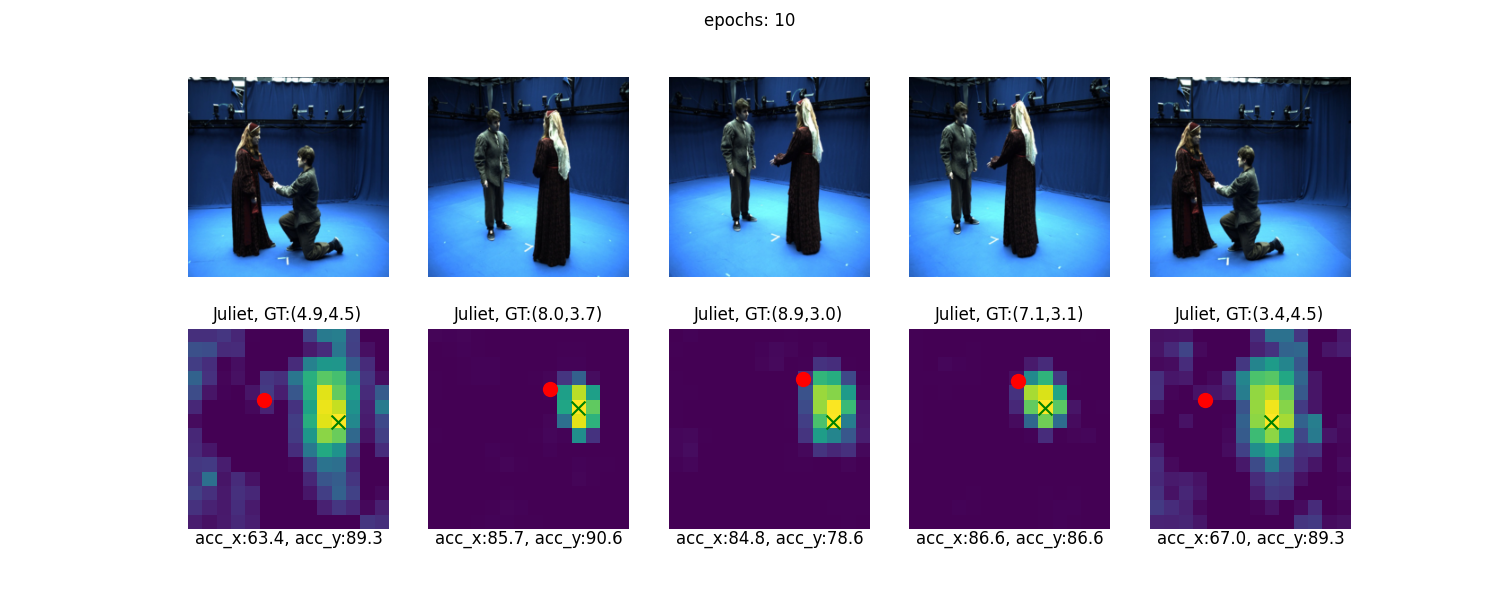 epochs: 10
Juliet, GT:(4.9,4.5)
Juliet, GT:(8.0,3.7)
Juliet, GT:(8.9,3.0)
Juliet, GT:(7.1,3.1)
Juliet, GT:(3.4,4.5)
acc_x:63.4, acc_y:89.3
acc_x:85.7, acc_y:90.6
acc_x:84.8, acc_y:78.6
acc_x:86.6, acc_y:86.6
acc_x:67.0, acc_y:89.3